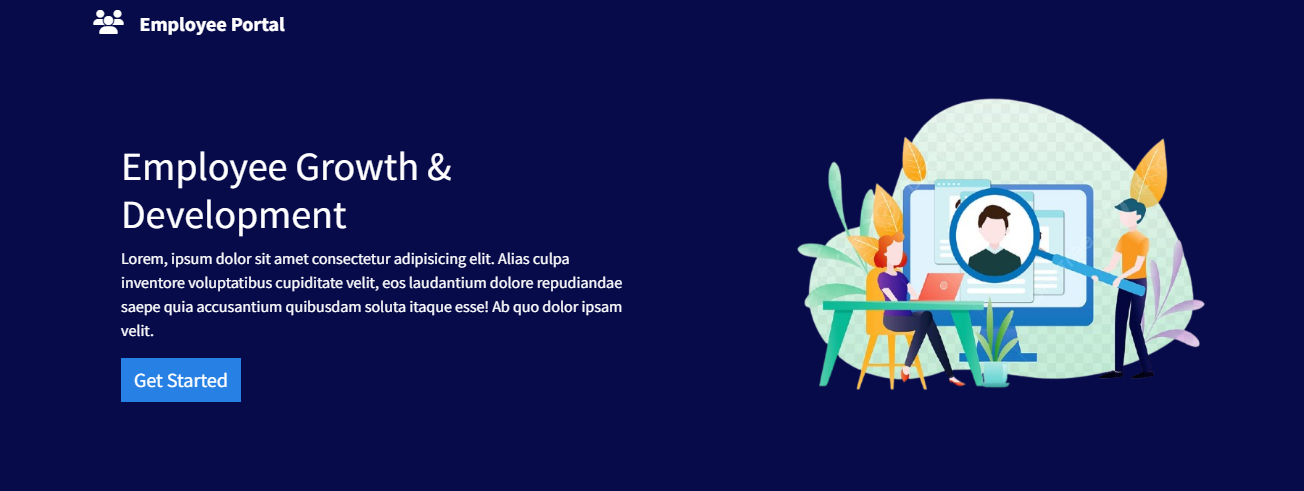 Employee Portal
Employee Growth &
Development
Lorem, ipsum dolor sit amet consectetur adipisicing elit. Alias culpa
inventore voluptatibus cupiditate velit, eos laudantium dolore repudiandae
saepe quia accusantium quibusdam soluta itaque esse! Ab quo dolor ipsam
velit.
Get Started